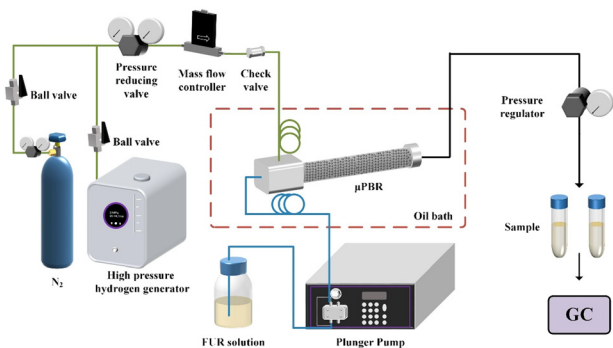 Pressure
reducing
valve
Mass flow
controller
Check
valve
Ball valve
Ball valve
Pressure
regulator
μPBR
Oil bath
Sample
N₂
High pressure
hydrogen generator
FUR solution
Plunger Pump
GC